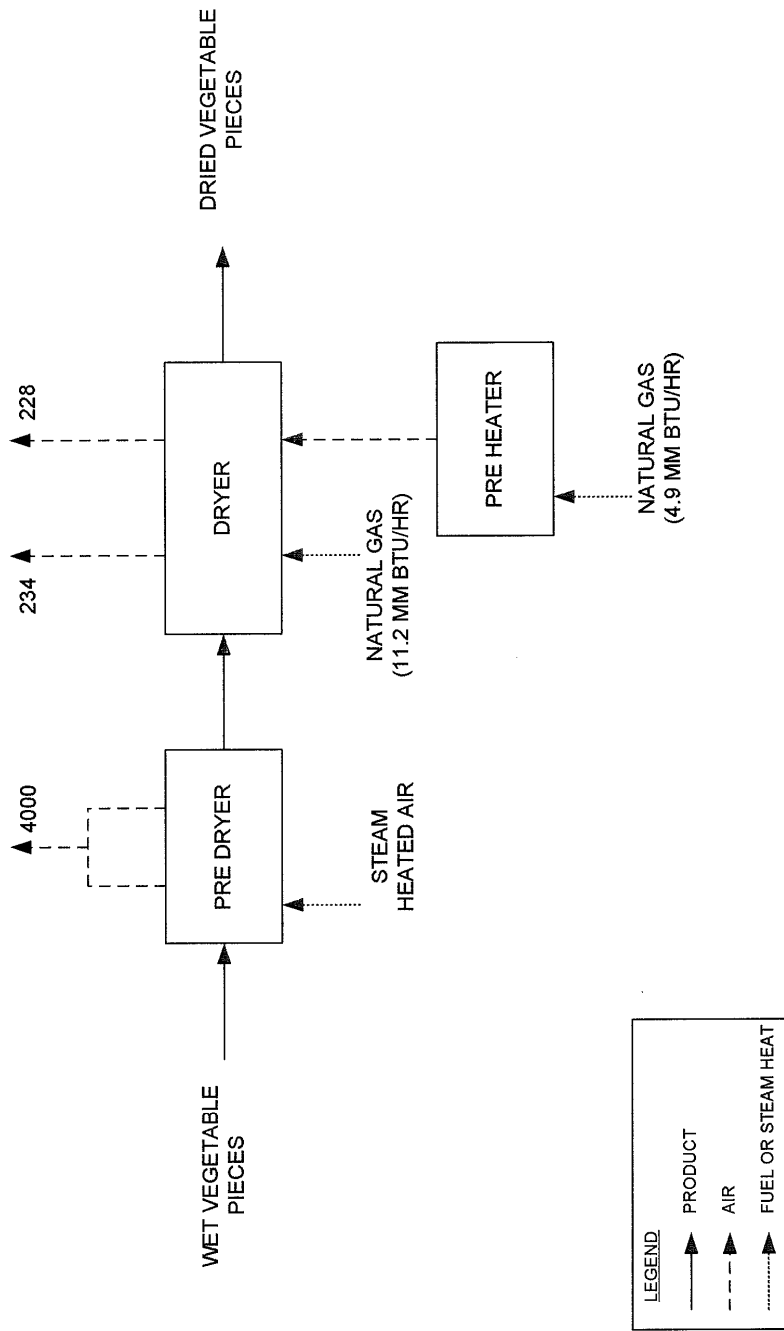 4000
234
228
WET VEGETABLE
PIECES
PRE DRYER
DRYER
DRIED VEGETABLE
PIECES
STEAM
HEATED AIR
NATURAL GAS
(11.2 MM BTU/HR)
PRE HEATER
NATURAL GAS
(4.9 MM BTU/HR)
LEGEND
PRODUCT
AIR
FUEL OR STEAM HEAT